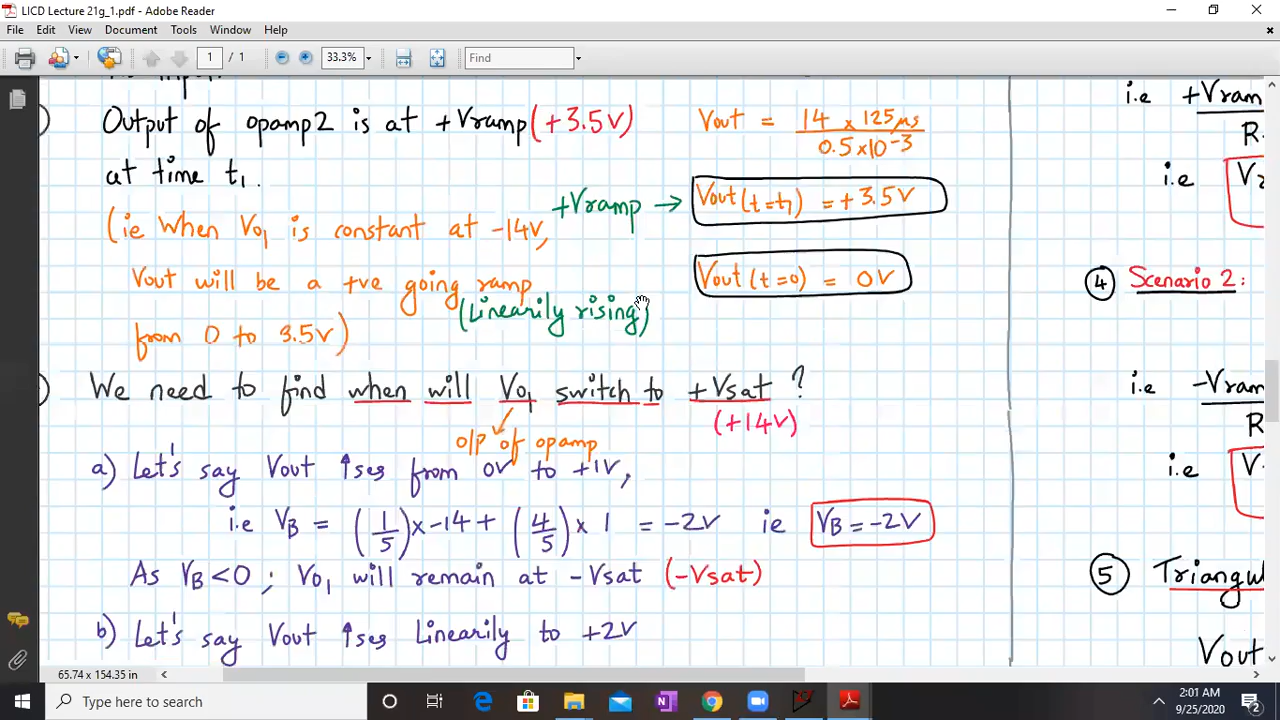 LICD Lecture 21g_1.pdf - Adobe Reader
File Edit View Document Tools Window Help
1 / 1 33.3% Find
Output of opamp2 is at +Vramp (+3.5V)
at time t1.
(ie When Vo1 is constant at -14V,
Vout will be a +ve going ramp
(Linearily rising)
from 0 to 3.5V)
Vout = 14 x 125μs
0.5x10-3
+Vramp → Vout (t=t1) = +3.5V
Vout (t=0) = 0V
We need to find when will Vo1 switch to +Vsat ?
(+14V)
o/p of opamp
a) Let's say Vout ↑ses from 0V to +1V,
i.e VB = (1/5) x -14 + (4/5) x 1 = -2V ie VB = -2V
As VB < 0 ; Vo1 will remain at -Vsat (-Vsat)
b) Let's say Vout ↑ses Linearily to +2V
i.e +Vram
R
i.e V
4 Scenario 2:
i.e -Vram
R
i.e V
5 Triangul
Vout
65.74 x 154.35 in
Type here to search
2:01 AM
9/25/2020
2